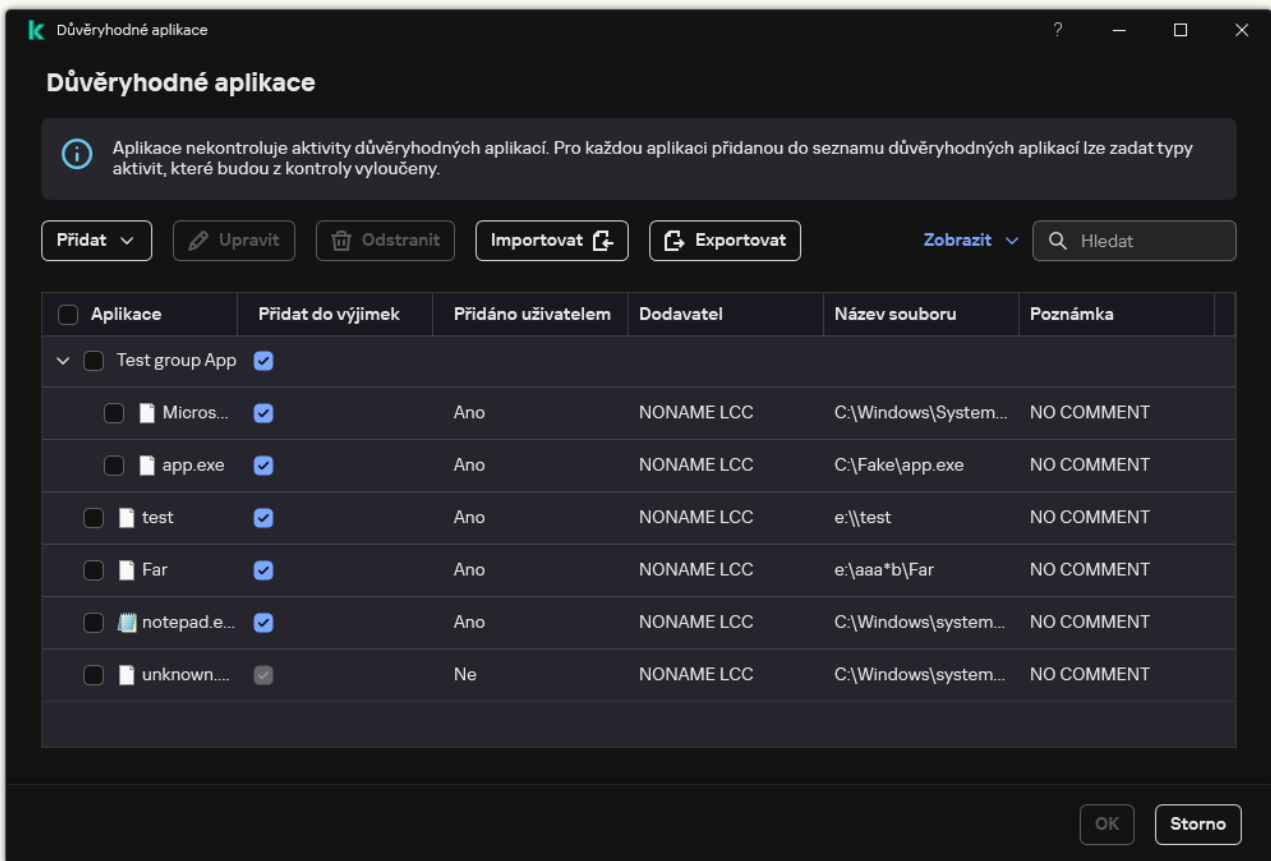 Důvěryhodné aplikace
?
Důvěryhodné aplikace
Aplikace nekontroluje aktivity důvěryhodných aplikací. Pro každou aplikaci přidanou do seznamu důvěryhodných aplikací lze zadat typy
aktivit, které budou z kontroly vyloučeny.
Přidat Upravit Odstranit Importovat Exportovat Zobrazit Hledat
Aplikace Přidat do výjimek Přidáno uživatelem Dodavatel Název souboru Poznámka
Test group App
Micros... Ano NONAME LCC C:\Windows\System... NO COMMENT
app.exe Ano NONAME LCC C:\Fake\app.exe NO COMMENT
test Ano NONAME LCC e:\\test NO COMMENT
Far Ano NONAME LCC e:\aaa*b\Far NO COMMENT
notepad.e... Ano NONAME LCC C:\Windows\system... NO COMMENT
unknown.... Ne NONAME LCC C:\Windows\system... NO COMMENT
OK Storno